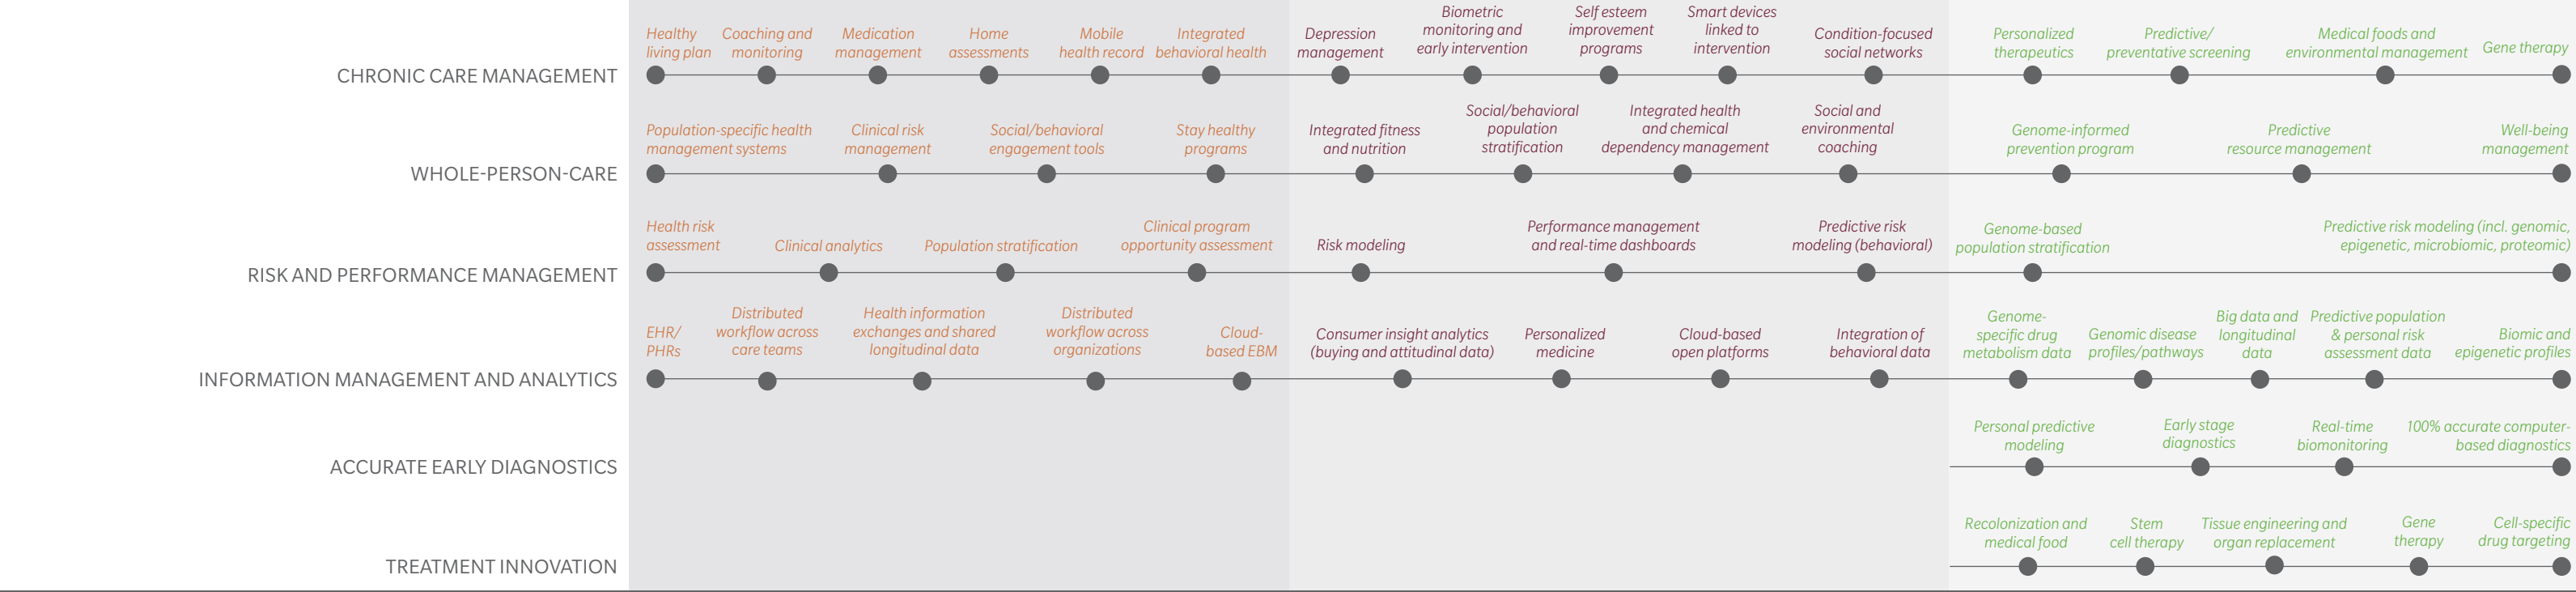 CHRONIC CARE MANAGEMENT
Healthy
living plan
Coaching and
monitoring
Medication
management
Home
assessments
Mobile
health record
Integrated
behavioral health
Depression
management
Biometric
monitoring and
early intervention
Self esteem
improvement
programs
Smart devices
linked to
intervention
Condition-focused
social networks
Personalized
therapeutics
Predictive/
preventative screening
Medical foods and
environmental management
Gene therapy
WHOLE-PERSON-CARE
Population-specific health
management systems
Clinical risk
management
Social/behavioral
engagement tools
Stay healthy
programs
Integrated fitness
and nutrition
Social/behavioral
population
stratification
Integrated health
and chemical
dependency management
Social and
environmental
coaching
Genome-informed
prevention program
Predictive
resource management
Well-being
management
RISK AND PERFORMANCE MANAGEMENT
Health risk
assessment
Clinical analytics
Population stratification
Clinical program
opportunity assessment
Risk modeling
Performance management
and real-time dashboards
Predictive risk
modeling (behavioral)
Genome-based
population stratification
Predictive risk modeling (incl. genomic,
epigenetic, microbiomic, proteomic)
INFORMATION MANAGEMENT AND ANALYTICS
EHR/
PHRs
Distributed
workflow across
care teams
Health information
exchanges and shared
longitudinal data
Distributed
workflow across
organizations
Cloud-
based EBM
Consumer insight analytics
(buying and attitudinal data)
Personalized
medicine
Cloud-based
open platforms
Integration of
behavioral data
Genome-
specific drug
metabolism data
Genomic disease
profiles/pathways
Big data and
longitudinal
data
Predictive population
& personal risk
assessment data
Biomic and
epigenetic profiles
ACCURATE EARLY DIAGNOSTICS
Personal predictive
modeling
Early stage
diagnostics
Real-time
biomonitoring
100% accurate computer-
based diagnostics
TREATMENT INNOVATION
Recolonization and
medical food
Stem
cell therapy
Tissue engineering and
organ replacement
Gene
therapy
Cell-specific
drug targeting